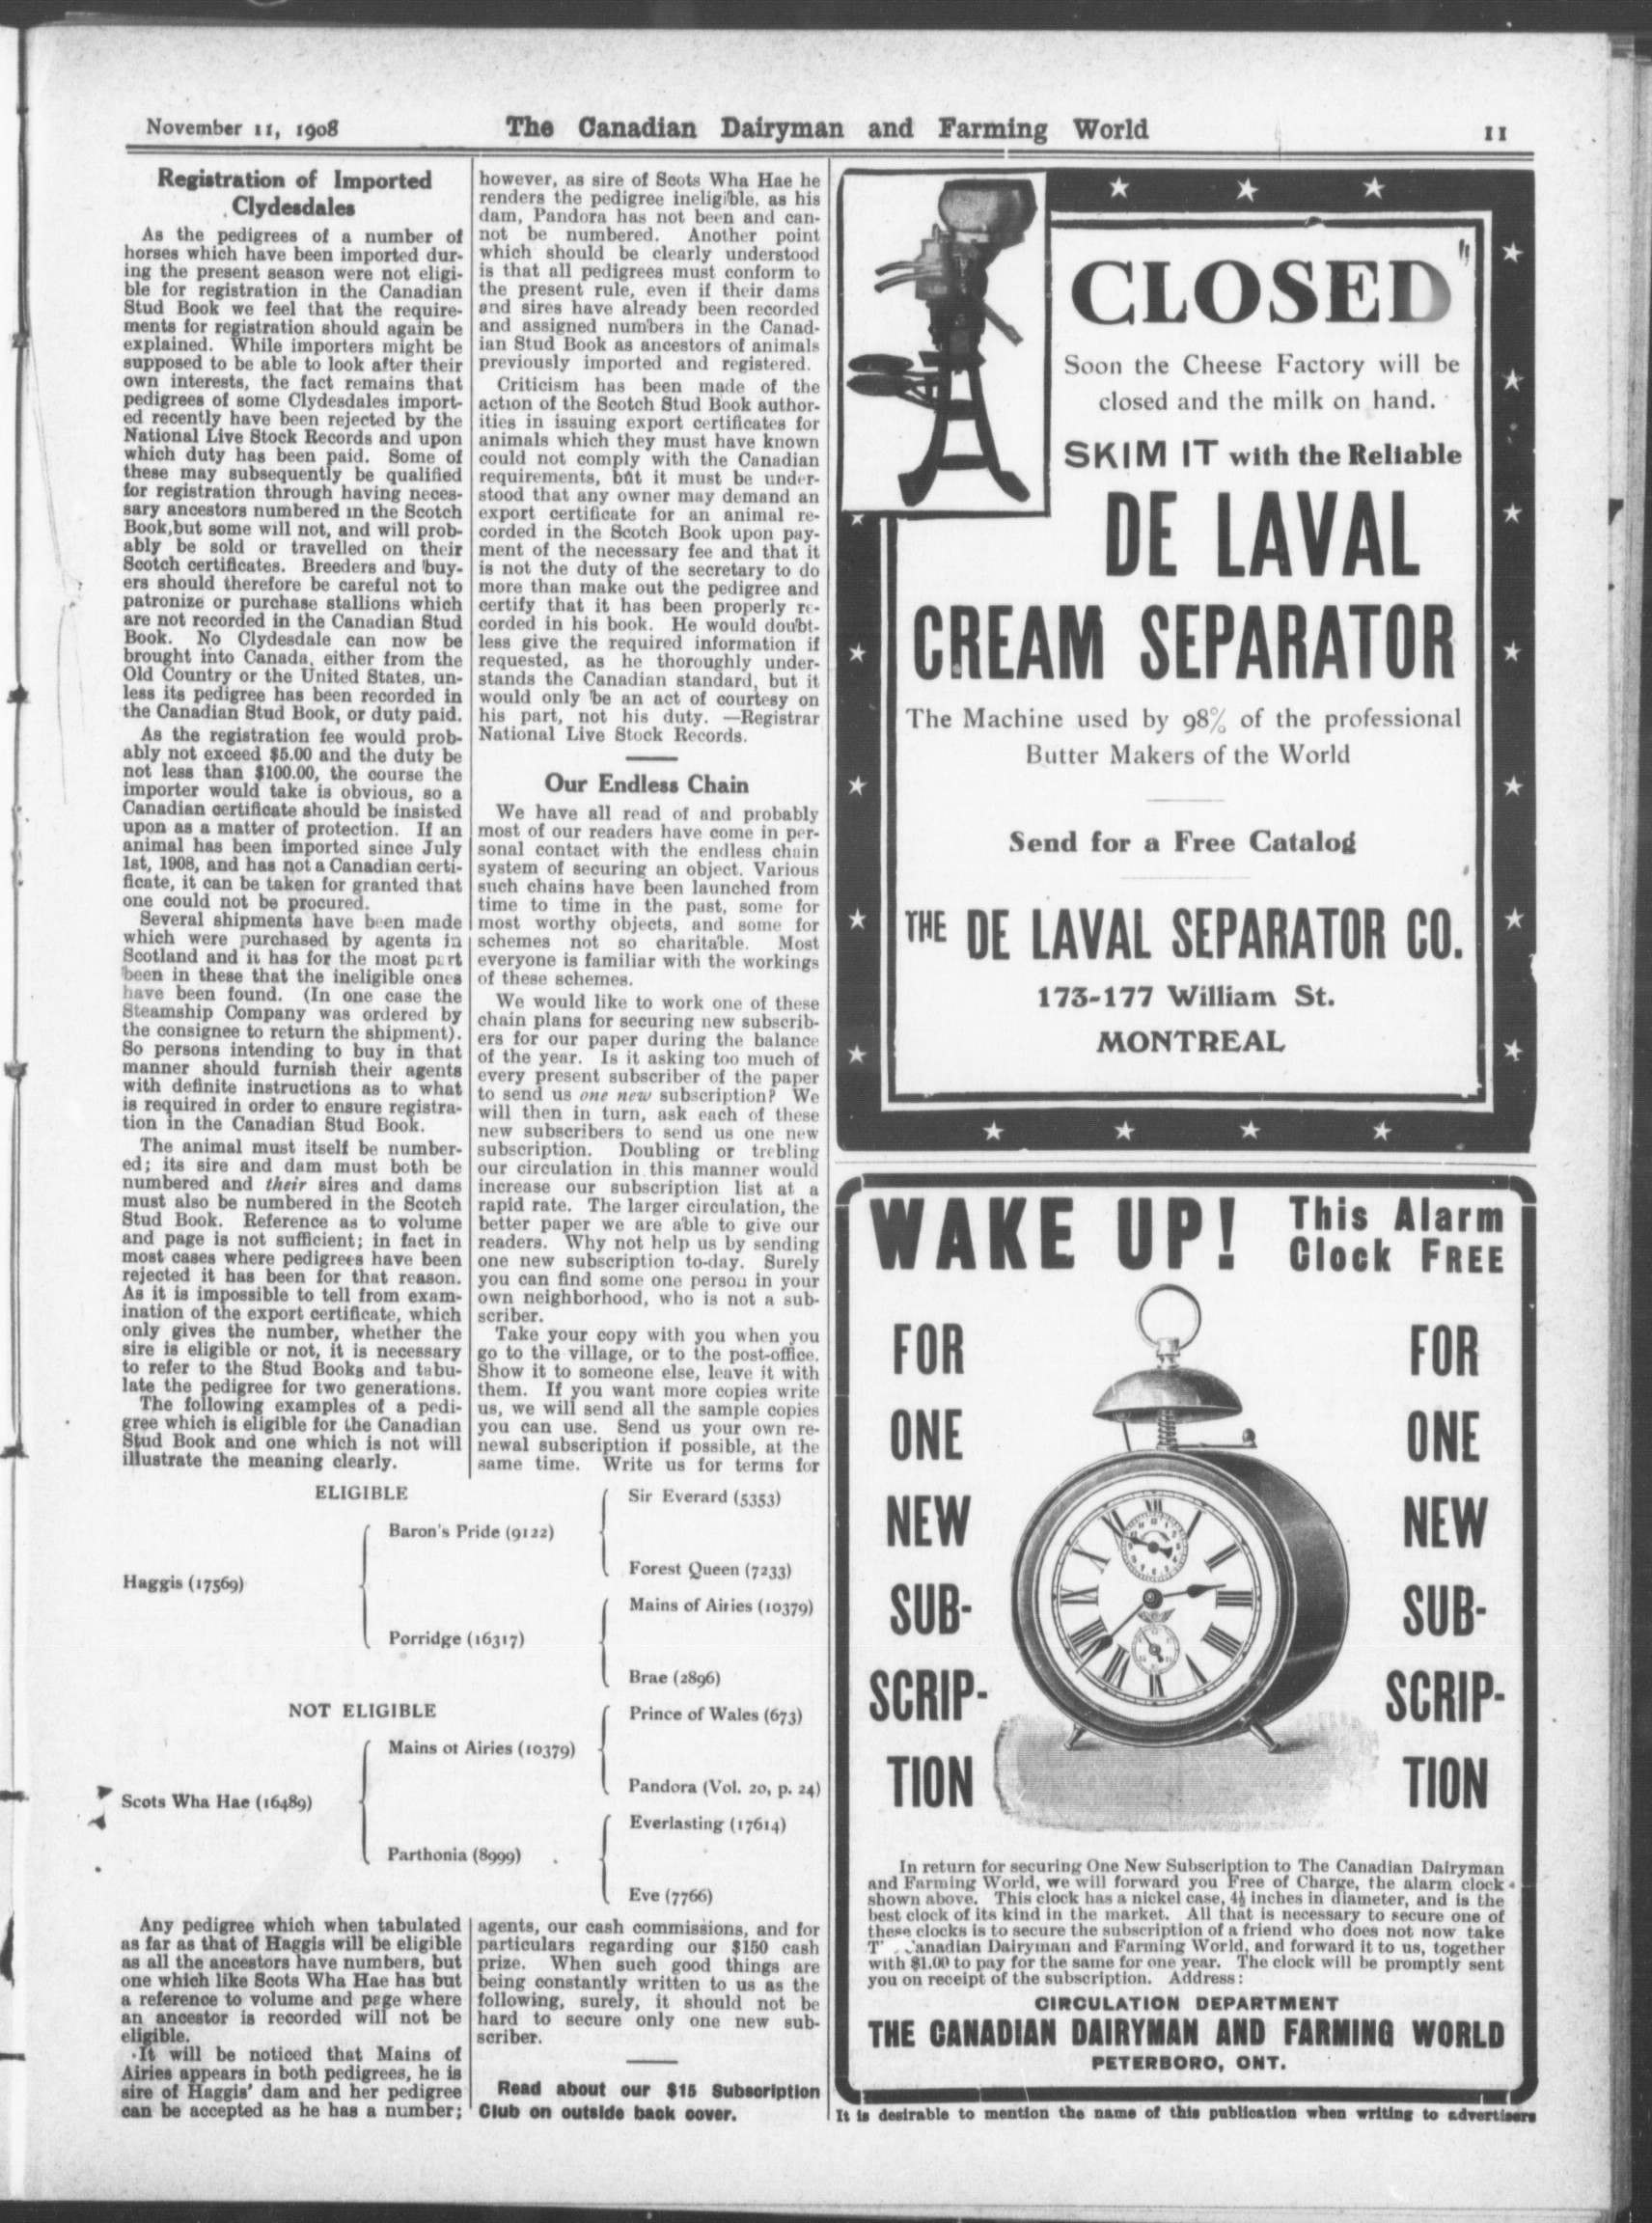 November 11, 1908
The Canadian Dairyman and Farming World
11
Registration of Imported
Clydesdales
As the pedigrees of a number of
horses which have been imported dur-
ing the present season were not eligi-
ble for registration in the Canadian
Stud Book we feel that the require-
ments for registration should again be
explained. While importers might be
supposed to be able to look after their
own interests, the fact remains that
pedigrees of some Clydesdales import-
ed recently have been rejected by the
National Live Stock Records and upon
which duty has been paid. Some of
these may subsequently be qualified
for registration through having neces-
sary ancestors numbered in the Scotch
Book,but some will not, and will prob-
ably be sold or travelled on their
Scotch certificates. Breeders and buy-
ers should therefore be careful not to
patronize or purchase stallions which
are not recorded in the Canadian Stud
Book. No Clydesdale can now be
brought into Canada, either from the
Old Country or the United States, un-
less its pedigree has been recorded in
the Canadian Stud Book, or duty paid.
As the registration fee would prob-
ably not exceed $5.00 and the duty be
not less than $100.00, the course the
importer would take is obvious, so a
Canadian certificate should be insisted
upon as a matter of protection. If an
animal has been imported since July
1st, 1908, and has not a Canadian certi-
ficate, it can be taken for granted that
one could not be procured.
Several shipments have been made
which were purchased by agents in
Scotland and it has for the most part
been in these that the ineligible ones
have been found. (In one case the
Steamship Company was ordered by
the consignee to return the shipment).
So persons intending to buy in that
manner should furnish their agents
with definite instructions as to what
is required in order to ensure registra-
tion in the Canadian Stud Book.
The animal must itself be number-
ed; its sire and dam must both be
numbered and their sires and dams
must also be numbered in the Scotch
Stud Book. Reference as to volume
and page is not sufficient; in fact in
most cases where pedigrees have been
rejected it has been for that reason.
As it is impossible to tell from exam-
ination of the export certificate, which
only gives the number, whether the
sire is eligible or not, it is necessary
to refer to the Stud Books and tabu-
late the pedigree for two generations.
The following examples of a pedi-
gree which is eligible for the Canadian
Stud Book and one which is not will
illustrate the meaning clearly.
ELIGIBLE
Haggis (17569)
Baron's Pride (9122)
Sir Everard (5353)
Forest Queen (7233)
Porridge (16317)
Mains of Airies (10379)
Brae (2896)
NOT ELIGIBLE
Scots Wha Hae (16489)
Mains of Airies (10379)
Prince of Wales (673)
Pandora (Vol. 20, p. 24)
Parthonia (8999)
Everlasting (17614)
Eve (7766)
Any pedigree which when tabulated
as far as that of Haggis will be eligible
as all the ancestors have numbers, but
one which like Scots Wha Hae has but
a reference to volume and page where
an ancestor is recorded will not be
eligible.
It will be noticed that Mains of
Airies appears in both pedigrees, he is
sire of Haggis' dam and her pedigree
can be accepted as he has a number;
however, as sire of Scots Wha Hae he
renders the pedigree ineligible, as his
dam, Pandora has not been and can-
not be numbered. Another point
which should be clearly understood
is that all pedigrees must conform to
the present rule, even if their dams
and sires have already been recorded
and assigned numbers in the Canad-
ian Stud Book as ancestors of animals
previously imported and registered.
Criticism has been made of the
action of the Scotch Stud Book author-
ities in issuing export certificates for
animals which they must have known
could not comply with the Canadian
requirements, but it must be under-
stood that any owner may demand an
export certificate for an animal re-
corded in the Scotch Book upon pay-
ment of the necessary fee and that it
is not the duty of the secretary to do
more than make out the pedigree and
certify that it has been properly re-
corded in his book. He would doubt-
less give the required information if
requested, as he thoroughly under-
stands the Canadian standard, but it
would only be an act of courtesy on
his part, not his duty. —Registrar
National Live Stock Records.
Our Endless Chain
We have all read of and probably
most of our readers have come in per-
sonal contact with the endless chain
system of securing an object. Various
such chains have been launched from
time to time in the past, some for
most worthy objects, and some for
schemes not so charitable. Most
everyone is familiar with the workings
of these schemes.
We would like to work one of these
chain plans for securing new subscrib-
ers for our paper during the balance
of the year. Is it asking too much of
every present subscriber of the paper
to send us one new subscription? We
will then in turn, ask each of these
new subscribers to send us one new
subscription. Doubling or trebling
our circulation in this manner would
increase our subscription list at a
rapid rate. The larger circulation, the
better paper we are able to give our
readers. Why not help us by sending
one new subscription to-day. Surely
you can find some one person in your
own neighborhood, who is not a sub-
scriber.
Take your copy with you when you
go to the village, or to the post-office.
Show it to someone else, leave it with
them. If you want more copies write
us, we will send all the sample copies
you can use. Send us your own re-
newal subscription if possible, at the
same time. Write us for terms for
agents, our cash commissions, and for
particulars regarding our $150 cash
prize. When such good things are
being constantly written to us as the
following, surely, it should not be
hard to secure only one new sub-
scriber.
Read about our $15 Subscription
Club on outside back cover.
CLOSED
Soon the Cheese Factory will be
closed and the milk on hand.
SKIM IT with the Reliable
DE LAVAL
CREAM SEPARATOR
The Machine used by 98% of the professional
Butter Makers of the World
Send for a Free Catalog
THE DE LAVAL SEPARATOR CO.
173-177 William St.
MONTREAL
WAKE UP!
This Alarm
Clock FREE
FOR
ONE
NEW
SUB-
SCRIP-
TION
FOR
ONE
NEW
SUB-
SCRIP-
TION
In return for securing One New Subscription to The Canadian Dairyman
and Farming World, we will forward you Free of Charge, the alarm clock
shown above. This clock has a nickel case, 4½ inches in diameter, and is the
best clock of its kind in the market. All that is necessary to secure one of
these clocks is to secure the subscription of a friend who does not now take
Canadian Dairyman and Farming World, and forward it to us, together
with $1.00 to pay for the same for one year. The clock will be promptly sent
you on receipt of the subscription. Address:
CIRCULATION DEPARTMENT
THE CANADIAN DAIRYMAN AND FARMING WORLD
PETERBORO, ONT.
It is desirable to mention the name of this publication when writing to advertisers